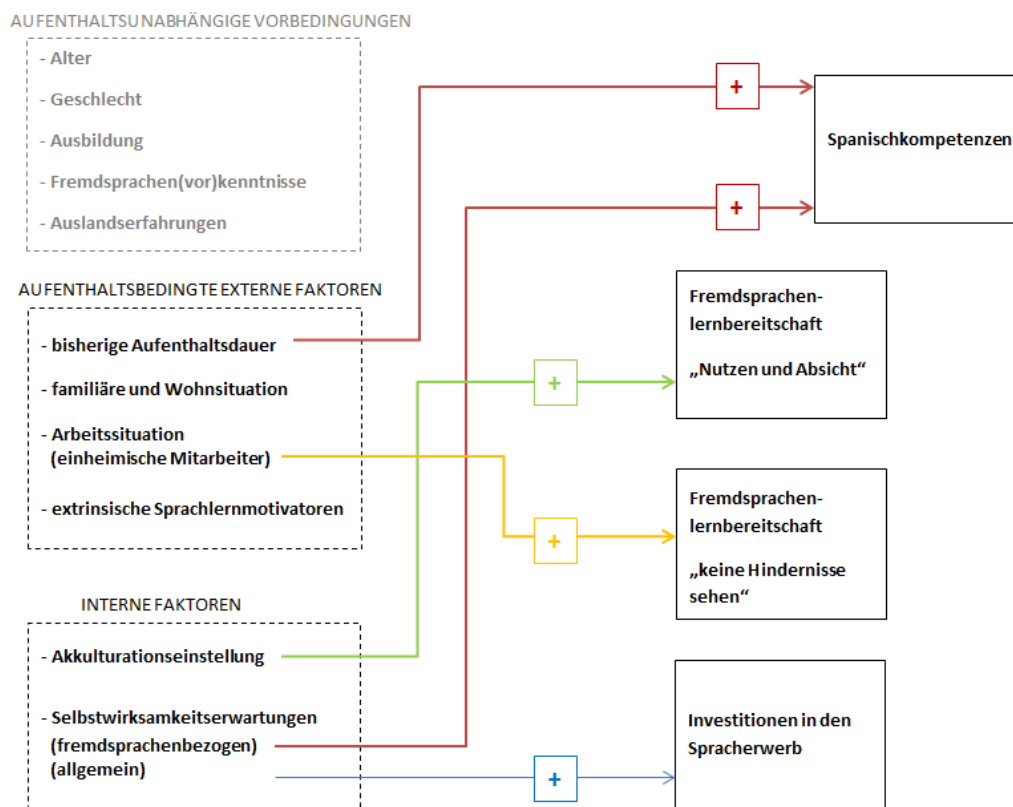 AUFENTHALTSUNABHÄNGIGE VORBEDINGUNGEN
- Alter
- Geschlecht
- Ausbildung
- Fremdsprachen(vor)kenntnisse
- Auslandserfahrungen
+
+
Spanischkompetenzen
AUFENTHALTSBEDINGTE EXTERNE FAKTOREN
- bisherige Aufenthaltsdauer
- familiäre und Wohnsituation
- Arbeitssituation
(einheimische Mitarbeiter)
- extrinsische Sprachlernmotivatoren
+
Fremdsprachen-
lernbereitschaft
„Nutzen und Absicht“
+
Fremdsprachen-
lernbereitschaft
„keine Hindernisse
sehen“
INTERNE FAKTOREN
- Akkulturationseinstellung
- Selbstwirksamkeitserwartungen
(fremdsprachenbezogen)
(allgemein)
+
Investitionen in den
Spracherwerb